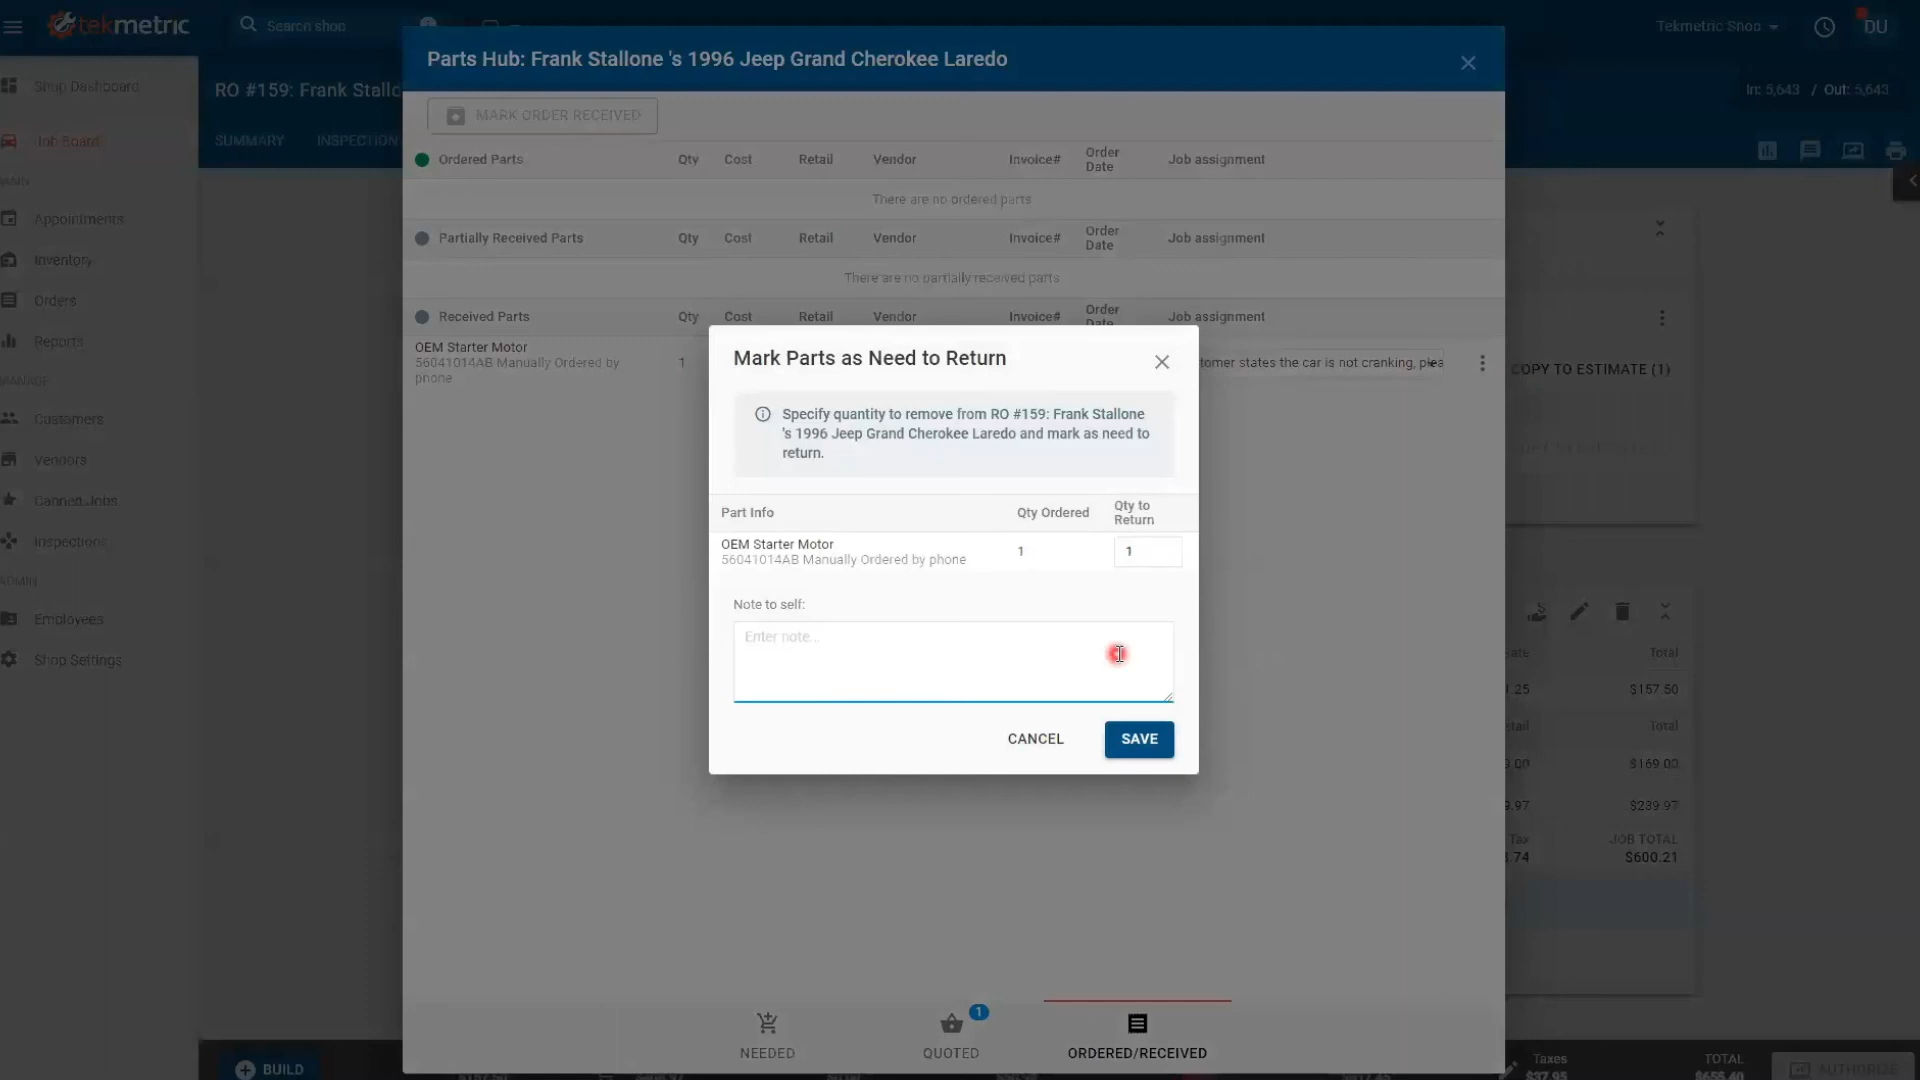 tekmetric
Search shop
Tekmetric Shop
DU
Shop Dashboard
Job Board
Appointments
Inventory
Orders
Reports
MANAGE
Customers
Vendors
Canned Jobs
Inspections
ADMIN
Employees
Shop Settings
RO #159: Frank Stallo
SUMMARY
INSPECTION
In: 5,643 / Out: 5,643
Parts Hub: Frank Stallone 's 1996 Jeep Grand Cherokee Laredo
MARK ORDER RECEIVED
Ordered Parts Qty Cost Retail Vendor Invoice# Order Date Job assignment
There are no ordered parts
Partially Received Parts Qty Cost Retail Vendor Invoice# Order Date Job assignment
There are no partially received parts
Received Parts Qty Cost Retail Vendor Invoice# Order Date Job assignment
OEM Starter Motor
56041014AB Manually Ordered by
phone
1
tomer states the car is not cranking, plea
Mark Parts as Need to Return
Specify quantity to remove from RO #159: Frank Stallone
's 1996 Jeep Grand Cherokee Laredo and mark as need to
return.
Part Info Qty Ordered Qty to Return
OEM Starter Motor
56041014AB Manually Ordered by phone
1 1
Note to self:
Enter note...
CANCEL SAVE
COPY TO ESTIMATE (1)
Total
1.25 $157.50
Total
9.00 $169.00
9.97 $239.97
Tax JOB TOTAL
$600.21
NEEDED
1
QUOTED
ORDERED/RECEIVED
BUILD
Taxes
$37.95
TOTAL
$655.40
AUTHORIZE